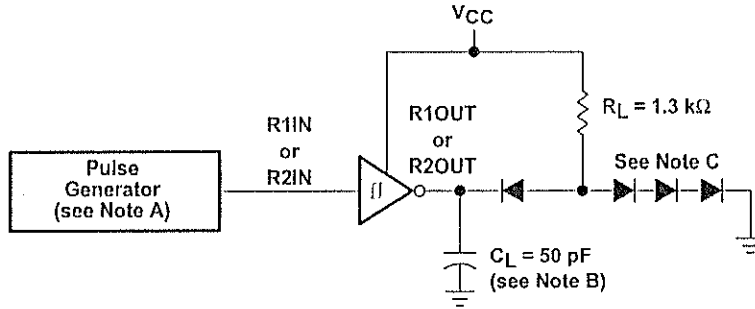 VCC
R1IN
or
R2IN
R1OUT
or
R2OUT
RL = 1.3 kΩ
See Note C
Pulse
Generator
(see Note A)
CL = 50 pF
(see Note B)